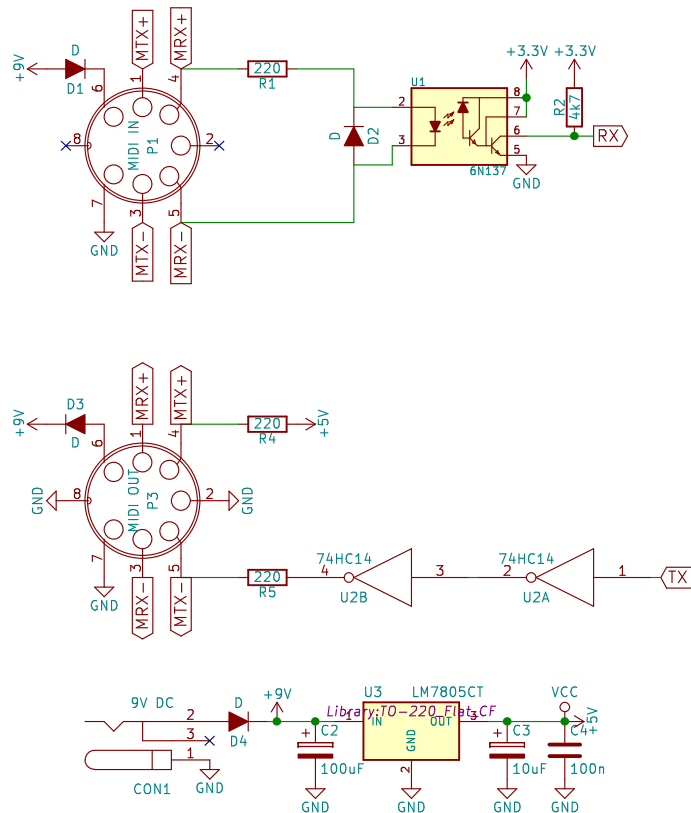 D
+9V
D1
6
MTX+
1
MRX+
4
220
R1
8
MIDI IN
P1
2
7
GND
3
MTX-
5
MRX-
D
D2
U1
2
3
8
7
6
5
6N137
+3.3V
+3.3V
R2
4k7
RX
GND
D3
+9V
D
6
MRX+
1
MTX+
4
220
R4
+5V
GND
8
MIDI OUT
P3
2
GND
7
GND
3
MRX-
5
MTX-
220
R5
74HC14
4
3
U2B
74HC14
2
1
U2A
TX
9V DC
2
3
1
CON1
GND
D
D4
+9V
+
C2
100uF
GND
U3
LM7805CT
Library:TO-220_Flat_CF
1
IN
OUT
3
GND
2
GND
+
C3
10uF
GND
VCC
+5V
C4
100n
GND